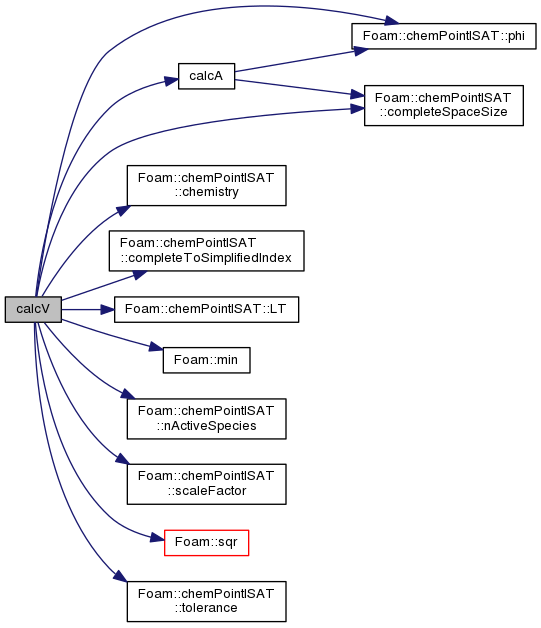 Foam::chemPointISAT::phi
calcA
Foam::chemPointISAT
::completeSpaceSize
Foam::chemPointISAT
::chemistry
Foam::chemPointISAT
::completeToSimplifiedIndex
calcV
Foam::chemPointISAT::LT
Foam::min
Foam::chemPointISAT
::nActiveSpecies
Foam::chemPointISAT
::scaleFactor
Foam::sqr
Foam::chemPointISAT
::tolerance